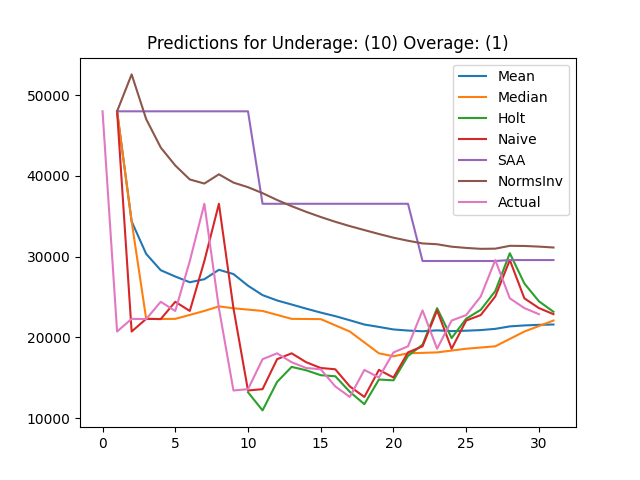 Predictions for Underage: (10) Overage: (1)
50000
40000
30000
20000
10000
Mean
Median
Holt
Naive
SAA
NormsInv
Actual
0 5 10 15 20 25 30